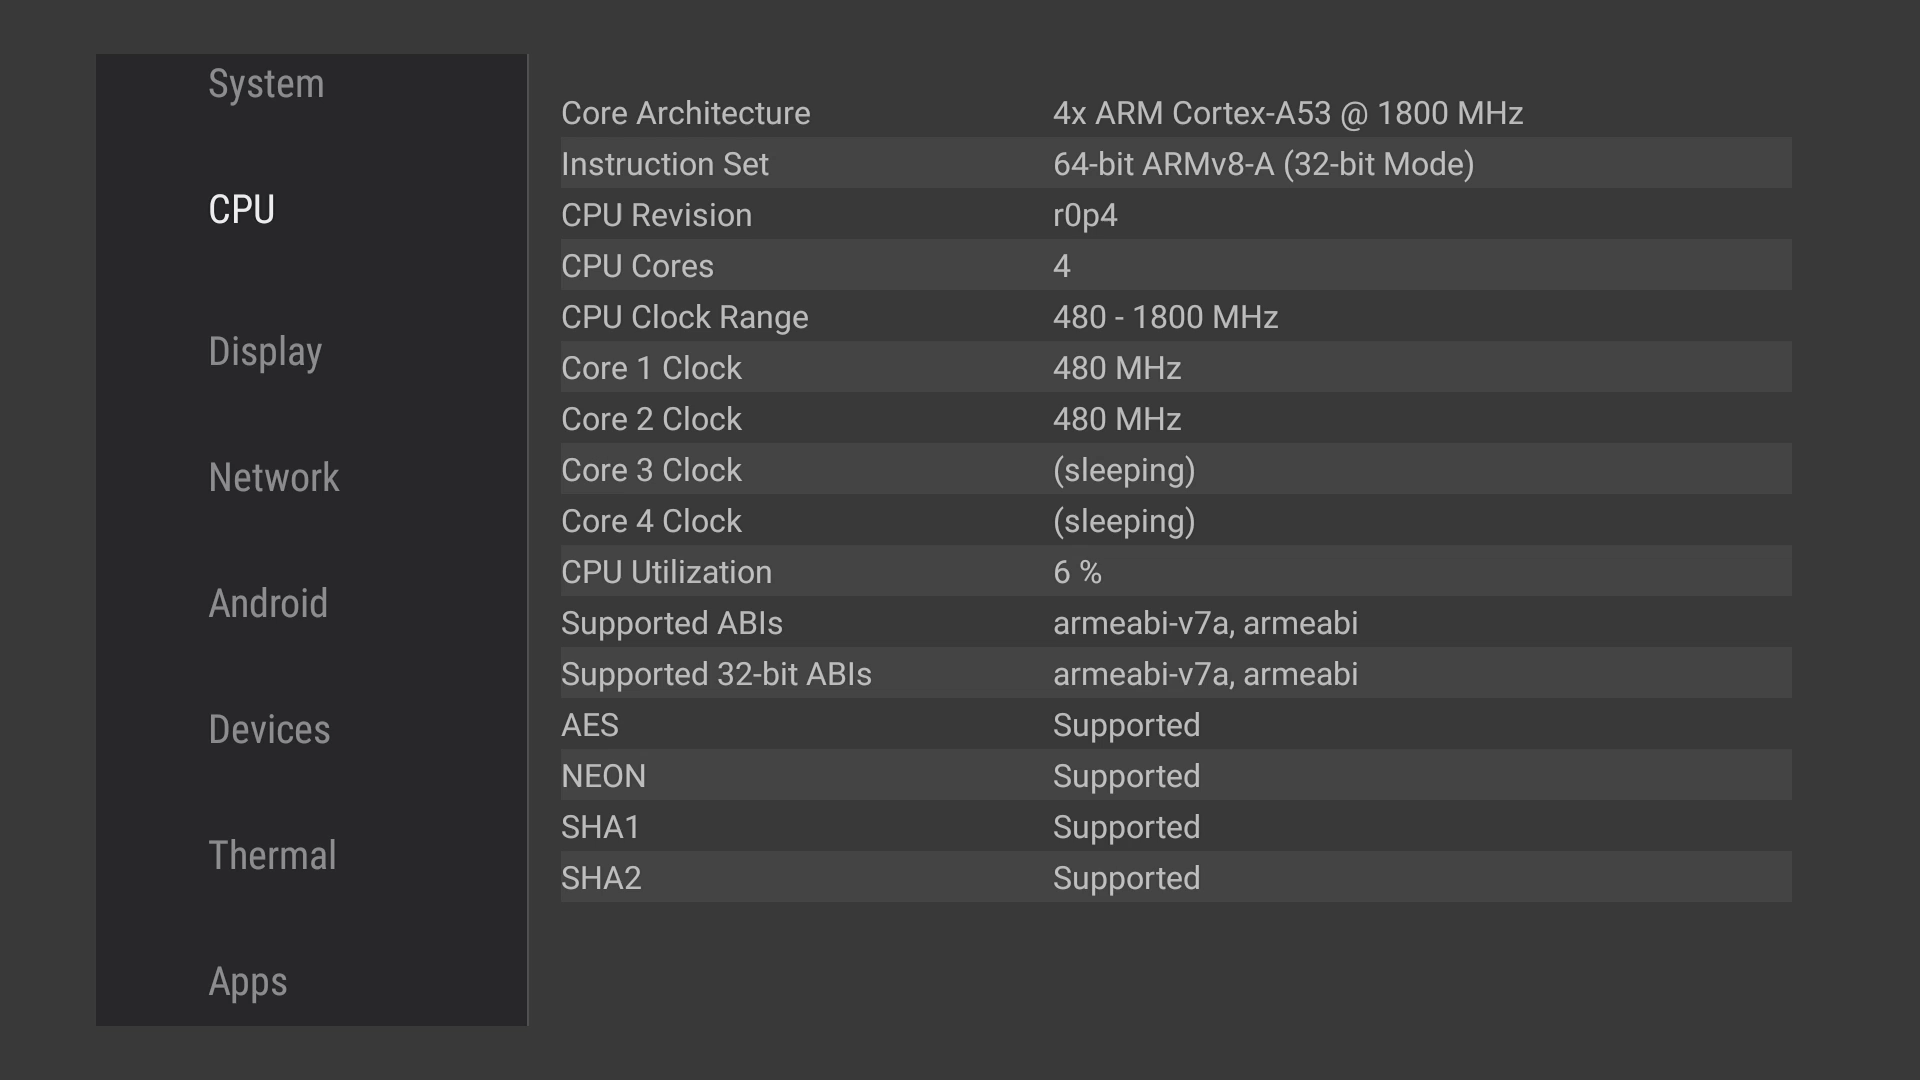 System
CPU
Display
Network
Android
Devices
Thermal
Apps
Core Architecture 4x ARM Cortex-A53 @ 1800 MHz
Instruction Set 64-bit ARMv8-A (32-bit Mode)
CPU Revision r0p4
CPU Cores 4
CPU Clock Range 480 - 1800 MHz
Core 1 Clock 480 MHz
Core 2 Clock 480 MHz
Core 3 Clock (sleeping)
Core 4 Clock (sleeping)
CPU Utilization 6 %
Supported ABIs armeabi-v7a, armeabi
Supported 32-bit ABIs armeabi-v7a, armeabi
AES Supported
NEON Supported
SHA1 Supported
SHA2 Supported